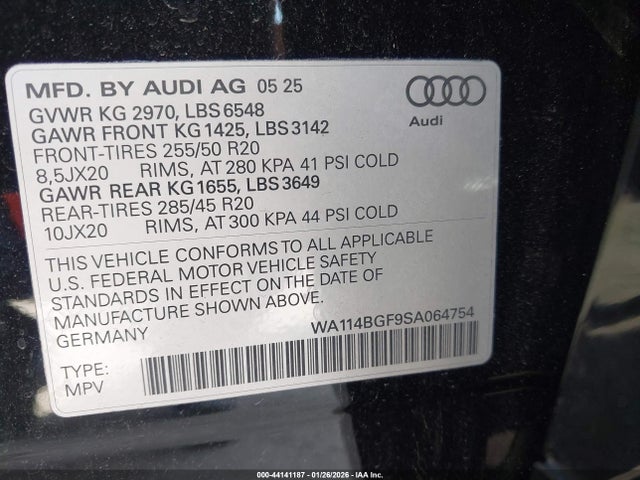 MFD. BY AUDI AG 05 25
GVWR KG 2970, LBS 6548
GAWR FRONT KG 1425, LBS 3142
FRONT-TIRES 255/50 R20
8,5JX20 RIMS, AT 280 KPA 41 PSI COLD
GAWR REAR KG 1655, LBS 3649
REAR-TIRES 285/45 R20
10JX20 RIMS, AT 300 KPA 44 PSI COLD
Audi
THIS VEHICLE CONFORMS TO ALL APPLICABLE
U.S. FEDERAL MOTOR VEHICLE SAFETY
STANDARDS IN EFFECT ON THE DATE OF
MANUFACTURE SHOWN ABOVE.
GERMANY
WA114BGF9SA064754
TYPE:
MPV
000-44141187 - 01/26/2026 - IAA Inc.